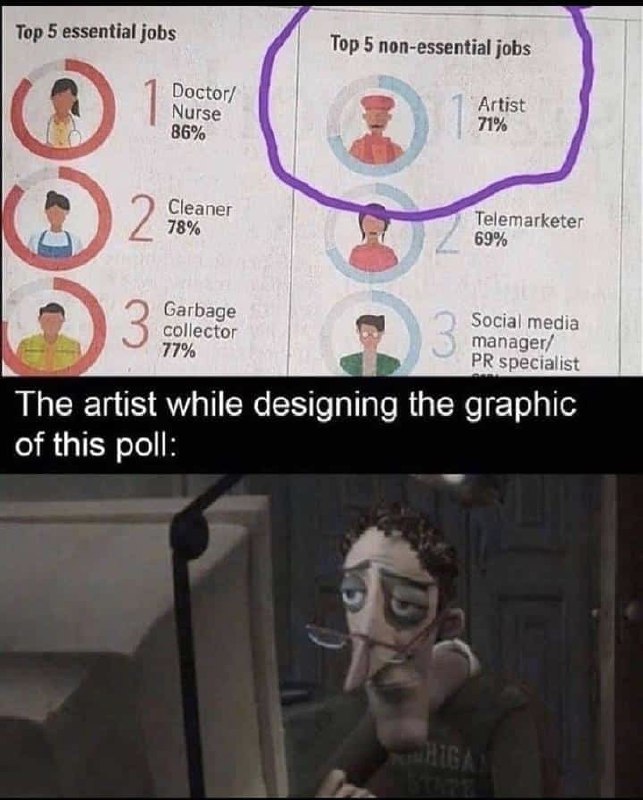 Top 5 essential jobs
1
Doctor/
Nurse
86%
2
Cleaner
78%
3
Garbage
collector
77%
Top 5 non-essential jobs
1
Artist
71%
2
Telemarketer
69%
3
Social media
manager/
PR specialist
The artist while designing the graphic
of this poll: